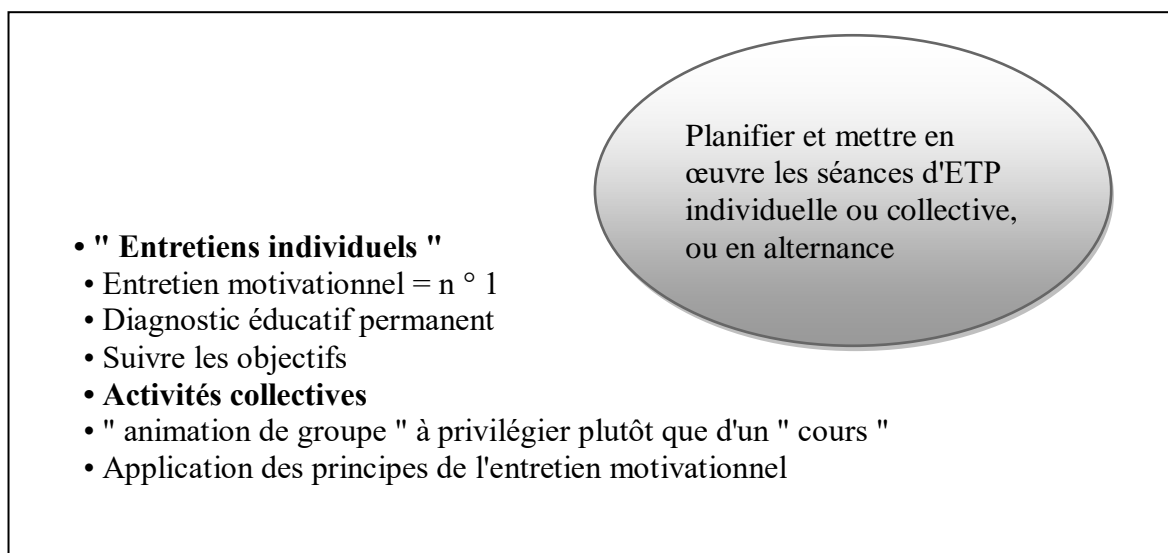 Planifier et mettre en
œuvre les séances d'ETP
individuelle ou collective,
ou en alternance
• " Entretiens individuels "
• Entretien motivationnel = n ° 1
• Diagnostic éducatif permanent
• Suivre les objectifs
• Activités collectives
• " animation de groupe " à privilégier plutôt que d'un " cours "
• Application des principes de l'entretien motivationnel